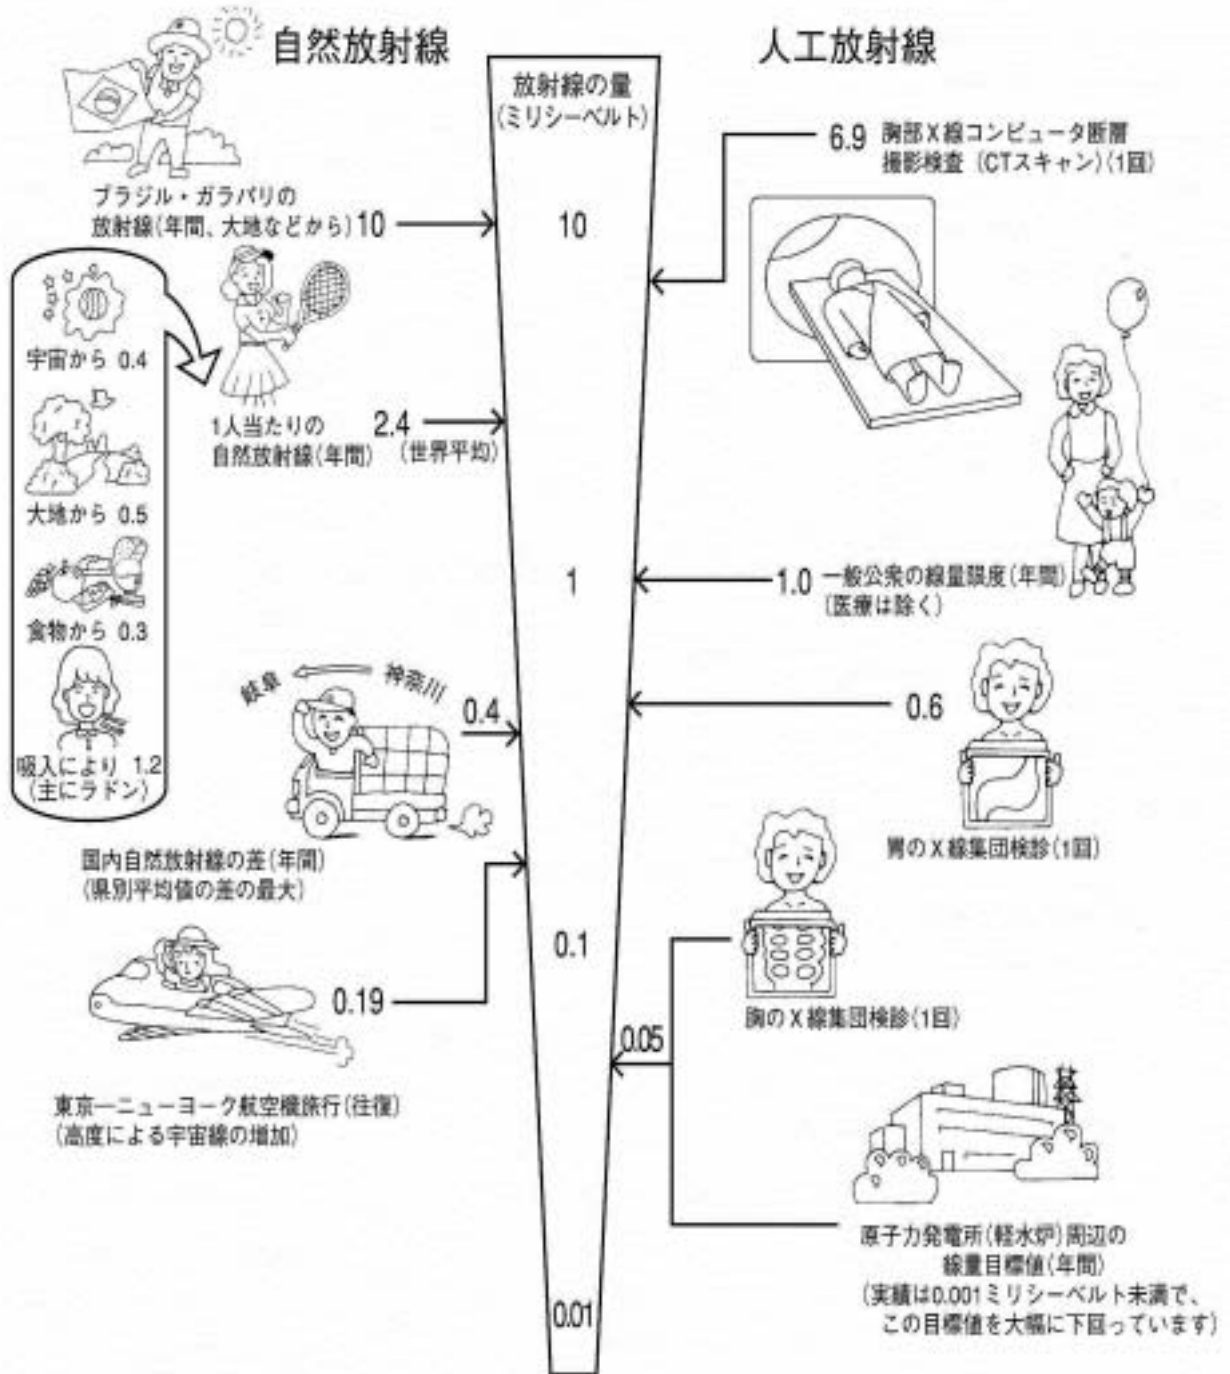 自然放射線
人工放射線
放射線の量
(ミリシーベルト)
ブラジル・ガラパリの
放射線(年間、大地などから)10
10
6.9 胸部X線コンピュータ断層
撮影検査 (CTスキャン)(1回)
宇宙から 0.4
大地から 0.5
食物から 0.3
吸入により 1.2
(主にラドン)
1人当たりの
自然放射線(年間)
2.4
(世界平均)
1
1.0 一般公衆の線量限度(年間)
(医療は除く)
岐阜
神奈川
0.4
国内自然放射線の差(年間)
(県別平均値の差の最大)
0.6
胃のX線集団検診(1回)
0.1
胸のX線集団検診(1回)
0.19
東京ーニューヨーク航空機旅行(往復)
(高度による宇宙線の増加)
0.05
原子力発電所(軽水炉)周辺の
線量目標値(年間)
(実績は0.001ミリシーベルト未満で、
この目標値を大幅に下回っています)
0.01